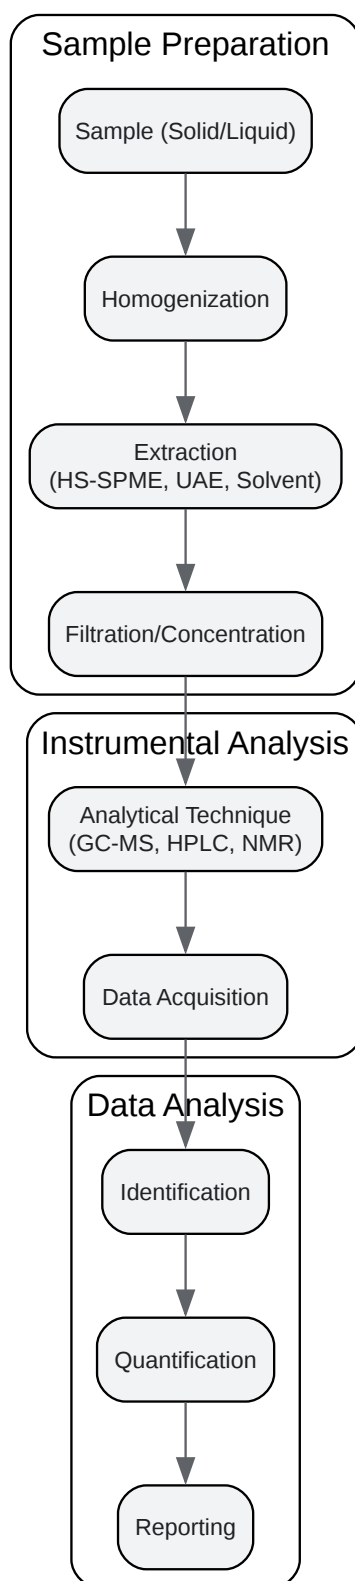 Sample Preparation
Sample (Solid/Liquid)
Homogenization
Extraction
(HS-SPME, UAE, Solvent)
Filtration/Concentration
Instrumental Analysis
Analytical Technique
(GC-MS, HPLC, NMR)
Data Acquisition
Data Analysis
Identification
Quantification
Reporting